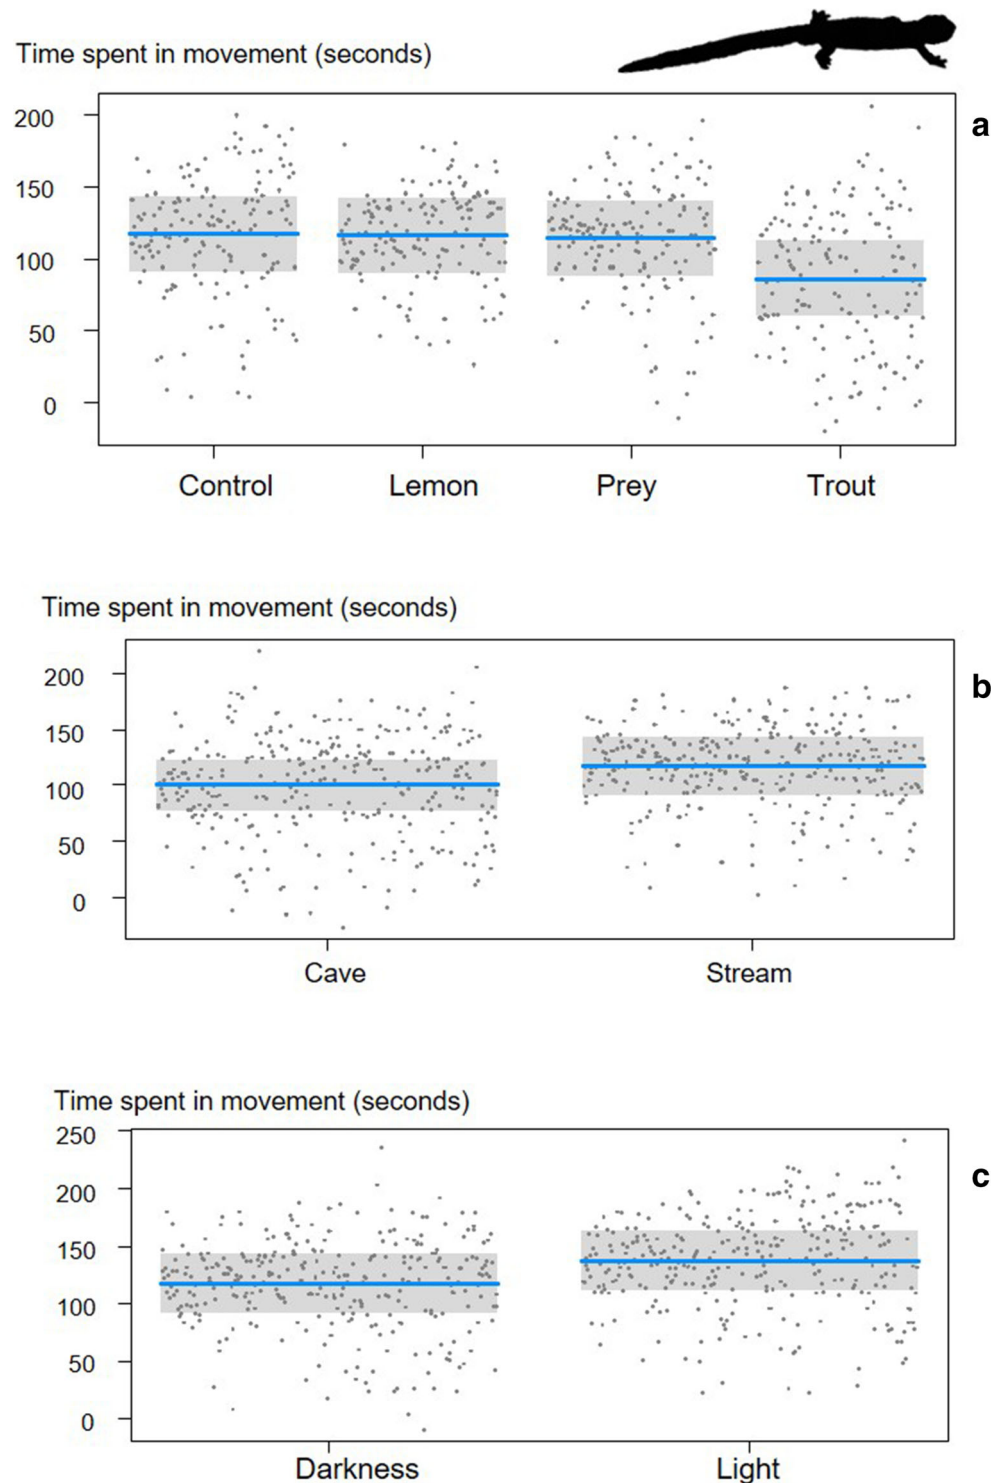 Time spent in movement (seconds)
a
200
150
100
50
0
Control Lemon Prey Trout
Time spent in movement (seconds)
b
200
150
100
50
0
Cave Stream
Time spent in movement (seconds)
250
c
200
150
100
50
0
Darkness Light